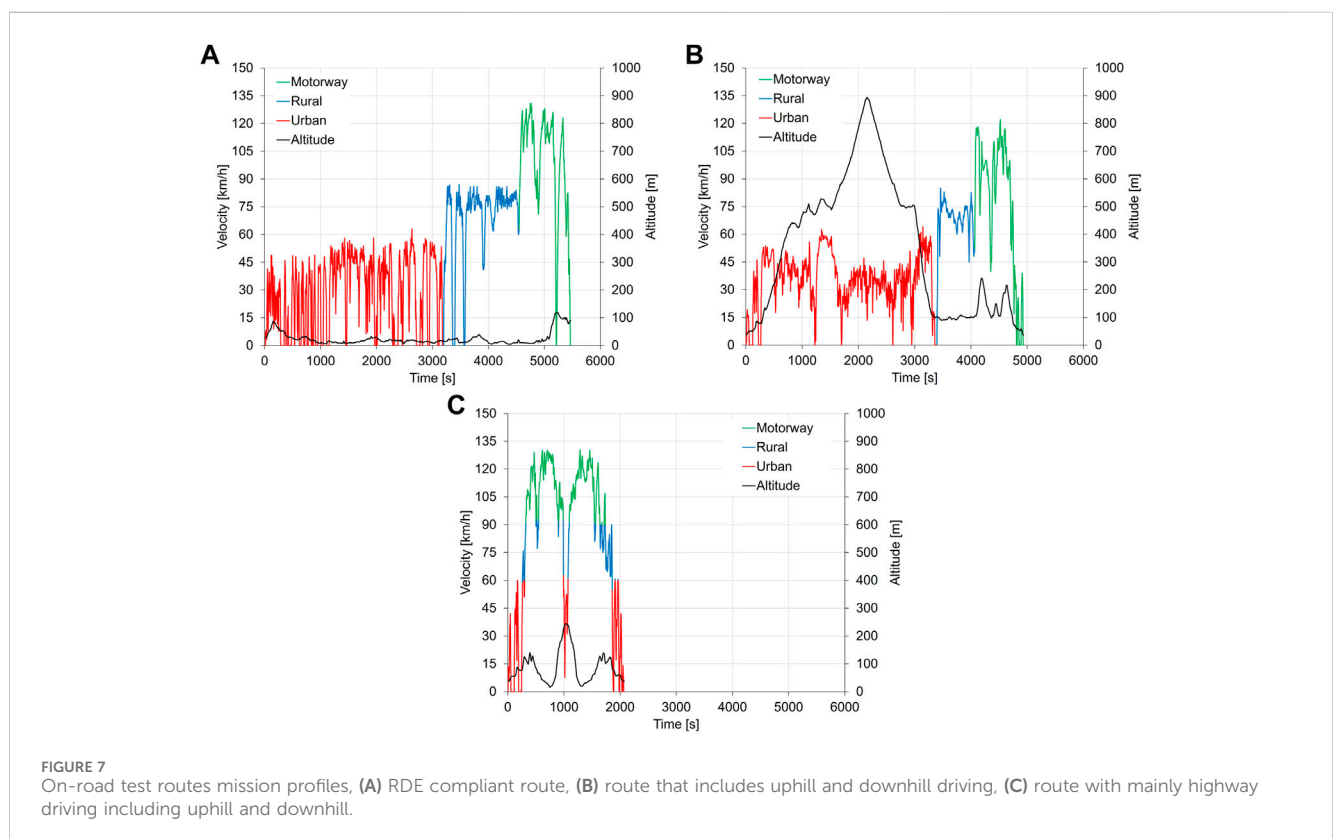 A
150
135
120
105
90
75
60
45
30
15
0
Velocity [km/h]
Motorway
Rural
Urban
Altitude
1000
900
800
700
600
500
400
300
200
100
0
Altitude [m]
0 1000 2000 3000 4000 5000 6000
Time [s]
B
150
135
120
105
90
75
60
45
30
15
0
Velocity [km/h]
Motorway
Rural
Urban
Altitude
1000
900
800
700
600
500
400
300
200
100
0
Altitude [m]
0 1000 2000 3000 4000 5000 6000
Time [s]
C
150
135
120
105
90
75
60
45
30
15
0
Velocity [km/h]
Motorway
Rural
Urban
Altitude
1000
900
800
700
600
500
400
300
200
100
0
Altitude [m]
0 1000 2000 3000 4000 5000 6000
Time [s]
FIGURE 7
On-road test routes mission profiles, (A) RDE compliant route, (B) route that includes uphill and downhill driving, (C) route with mainly highway
driving including uphill and downhill.